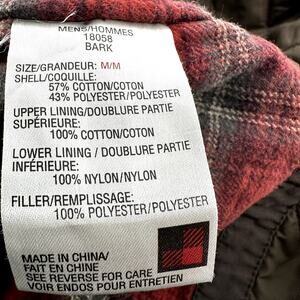 MENS/HOMMES
18058
BARK
SIZE/GRANDEUR: M/M
SHELL/COQUILLE:
57% COTTON/COTON
43% POLYESTER/POLYESTER
UPPER LINING/DOUBLURE PARTIE
SUPÉRIEURE:
100% COTTON/COTON
LOWER LINING / DOUBLURE PARTIE
INFÉRIEURE:
100% NYLON/NYLON
FILLER/REMPLISSAGE:
100% POLYESTER/POLYESTER
MADE IN CHINA/
FAIT EN CHINE
SEE REVERSE FOR CARE
VOIR ENDOS POUR ENTRETIEN